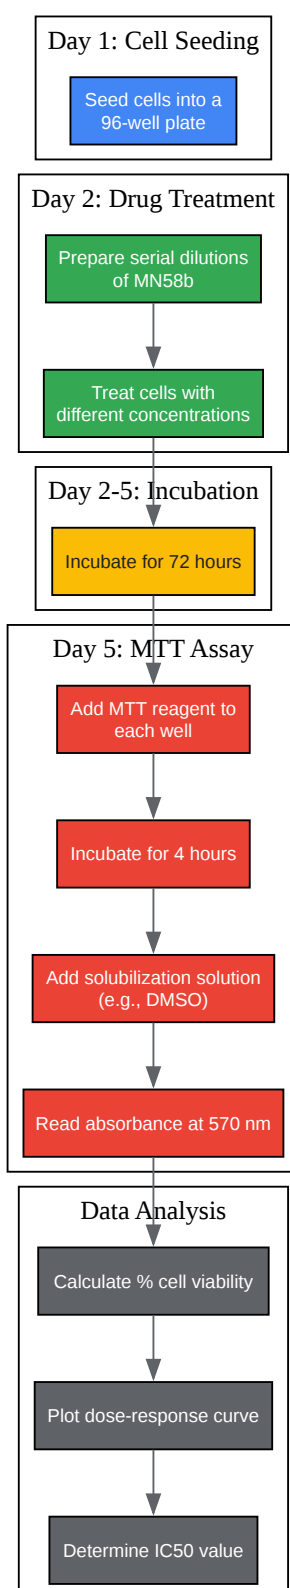 Day 1: Cell Seeding
Seed cells into a
96-well plate
Day 2: Drug Treatment
Prepare serial dilutions
of MN58b
Treat cells with
different concentrations
Day 2-5: Incubation
Incubate for 72 hours
Day 5: MTT Assay
Add MTT reagent to
each well
Incubate for 4 hours
Add solubilization solution
(e.g., DMSO)
Read absorbance at 570 nm
Data Analysis
Calculate % cell viability
Plot dose-response curve
Determine IC50 value